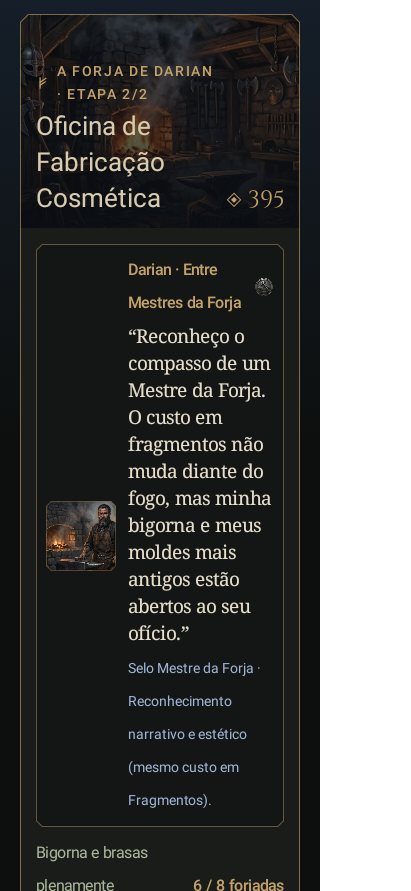 A FORJA DE DARIAN
· ETAPA 2/2
Oficina de
Fabricação
Cosmética
395
Darian · Entre
Mestres da Forja
“Reconheço o
compasso de um
Mestre da Forja.
O custo em
fragmentos não
muda diante do
fogo, mas minha
bigorna e meus
moldes mais
antigos estão
abertos ao seu
ofício.”
Selo Mestre da Forja ·
Reconhecimento
narrativo e estético
(mesmo custo em
Fragmentos).
Bigorna e brasas
plenamente
6 / 8 forjadas